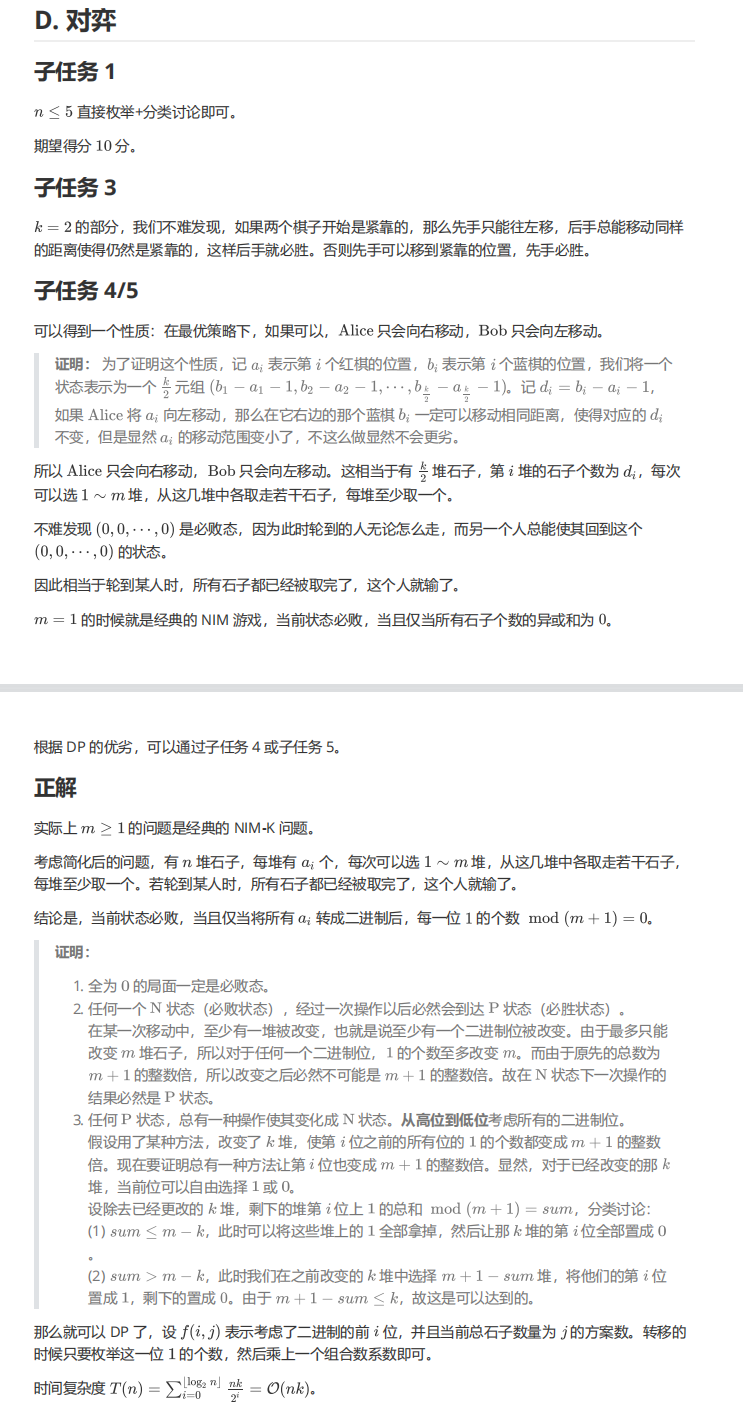 D. 对弈
子任务 1
n ≤ 5 直接枚举+分类讨论即可。
期望得分 10 分。
子任务 3
k = 2 的部分，我们不难发现，如果两个棋子开始是紧靠的，那么先手只能往左移，后手总能移动同样
的距离使得仍然是紧靠的，这样后手就必胜。否则先手可以移到紧靠的位置，先手必胜。
子任务 4/5
可以得到一个性质：在最优策略下，如果可以，Alice 只会向右移动，Bob 只会向左移动。
证明： 为了证明这个性质，记 a_i 表示第 i 个红棋的位置，b_i 表示第 i 个蓝棋的位置，我们将一个
状态表示为一个 k/2 元组 (b_1 − a_1 − 1, b_2 − a_2 − 1, ⋯, b_{k/2} − a_{k/2} − 1)。记 d_i = b_i − a_i − 1，
如果 Alice 将 a_i 向左移动，那么在它右边的那个蓝棋 b_i 一定可以移动相同距离，使得对应的 d_i
不变，但是显然 a_i 的移动范围变小了，不这么做显然不会更劣。
所以 Alice 只会向右移动，Bob 只会向左移动。这相当于有 k/2 堆石子，第 i 堆的石子个数为 d_i，每次
可以选 1 ∼ m 堆，从这几堆中各取走若干石子，每堆至少取一个。
不难发现 (0, 0, ⋯, 0) 是必败态，因为此时轮到的人无论怎么走，而另一个人总能使其回到这个
(0, 0, ⋯, 0) 的状态。
因此相当于轮到某人时，所有石子都已经被取完了，这个人就输了。
m = 1 的时候就是经典的 NIM 游戏，当前状态必败，当且仅当所有石子个数的异或和为 0。
根据 DP 的优劣，可以通过子任务 4 或子任务 5。
正解
实际上 m ≥ 1 的问题是经典的 NIM-K 问题。
考虑简化后的问题，有 n 堆石子，每堆有 a_i 个，每次可以选 1 ∼ m 堆，从这几堆中各取走若干石子，
每堆至少取一个。若轮到某人时，所有石子都已经被取完了，这个人就输了。
结论是，当前状态必败，当且仅当将所有 a_i 转成二进制后，每一位 1 的个数 mod (m + 1) = 0。
证明：
1. 全为 0 的局面一定是必败态。
2. 任何一个 N 状态（必败状态），经过一次操作以后必然会到达 P 状态（必胜状态）。
在某一次移动中，至少有一堆被改变，也就是说至少有一个二进制位被改变。由于最多只能
改变 m 堆石子，所以对于任何一个二进制位，1 的个数至多改变 m。而由于原先的总数为
m + 1 的整数倍，所以改变之后必然不可能是 m + 1 的整数倍。故在 N 状态下一次操作的
结果必然是 P 状态。
3. 任何 P 状态，总有一种操作使其变化成 N 状态。从高位到低位考虑所有的二进制位。
假设用了某种方法，改变了 k 堆，使第 i 位之前的所有位的 1 的个数都变成 m + 1 的整数
倍。现在要证明总有一种方法让第 i 位也变成 m + 1 的整数倍。显然，对于已经改变的那 k
堆，当前位可以自由选择 1 或 0。
设除去已经更改的 k 堆，剩下的堆第 i 位上 1 的总和 mod (m + 1) = sum，分类讨论：
(1) sum ≤ m − k，此时可以将这些堆上的 1 全部拿掉，然后让那 k 堆的第 i 位全部置成 0
。
(2) sum > m − k，此时我们在之前改变的 k 堆中选择 m + 1 − sum 堆，将他们的第 i 位
置成 1，剩下的置成 0。由于 m + 1 − sum ≤ k，故这是可以达到的。
那么就可以 DP 了，设 f(i, j) 表示考虑了二进制的前 i 位，并且当前总石子数量为 j 的方案数。转移的
时候只要枚举这一位 1 的个数，然后乘上一个组合数系数即可。
时间复杂度 T(n) = ∑_{i=0}^{⌊log_2 n⌋} nk/2^i = O(nk)。